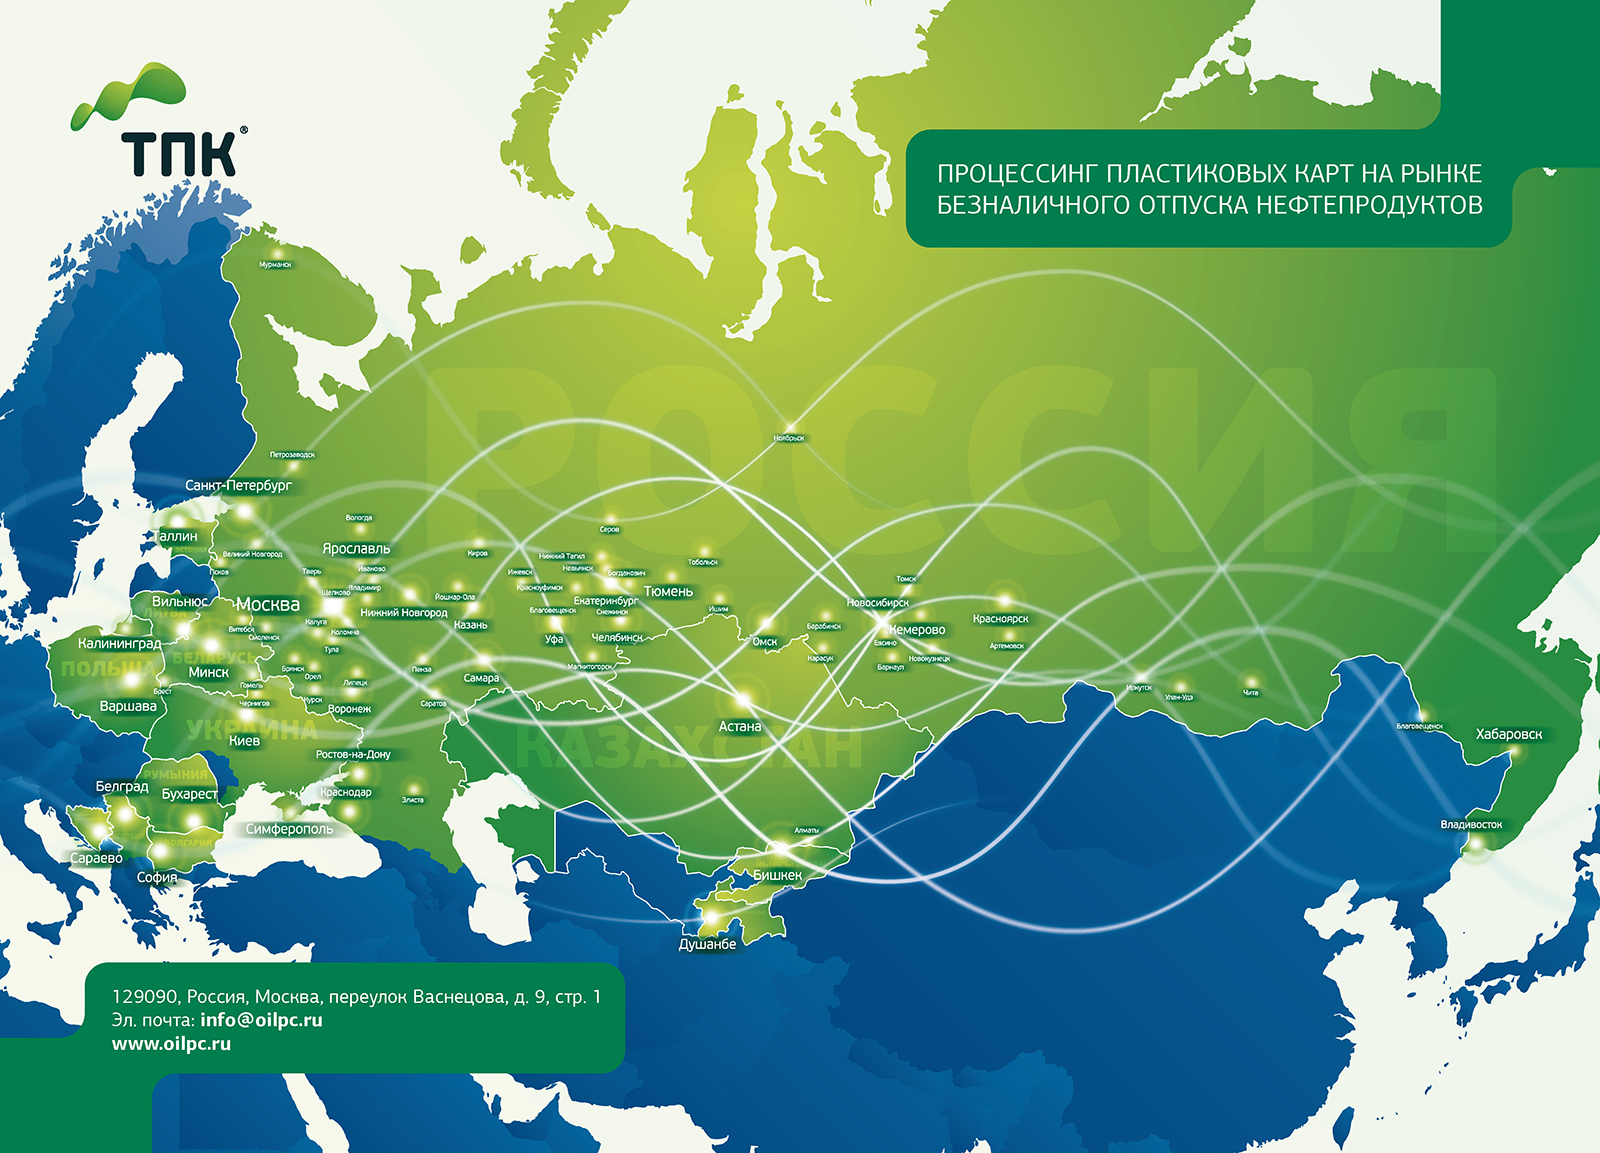 ТПК®
ПРОЦЕССИНГ ПЛАСТИКОВЫХ КАРТ НА РЫНКЕ
БЕЗНАЛИЧНОГО ОТПУСКА НЕФТЕПРОДУКТОВ
Мурманск
РОССИЯ
Ноябрьск
Петрозаводск
Санкт-Петербург
Вологда
Серов
Таллин
ЭСТОНИЯ
Великий Новгород
Ярославль
Киров
Нижний Тагил
Тобольск
Псков
Тверь
Иваново
Ижевск
Невьянск
Богданович
Томск
Щелково
Владимир
Йошкар-Ола
Красноуфимск
Тюмень
Вильнюс
ЛИТВА
Москва
Нижний Новгород
Благовещенск
Екатеринбург
Снежинск
Ишим
Новосибирск
Красноярск
Калининград
Витебск
Смоленск
Калуга
Коломна
Казань
Уфа
Челябинск
Омск
Барабинск
Кемерово
Евсино
Артемовск
ПОЛЬША
БЕЛАРУСЬ
Минск
Тула
Брянск
Орел
Пенза
Самара
Магнитогорск
Карасук
Барнаул
Новокузнецк
Варшава
Брест
Гомель
Чернигов
Курск
Липецк
Воронеж
Саратов
Иркутск
Улан-Удэ
Чита
УКРАИНА
Киев
Астана
КАЗАХСТАН
Благовещенск
Хабаровск
Ростов-на-Дону
РУМЫНИЯ
Белград
Бухарест
Краснодар
Элиста
Симферополь
Алматы
Владивосток
БОЛГАРИЯ
Сараево
София
Бишкек
Душанбе
129090, Россия, Москва, переулок Васнецова, д. 9, стр. 1
Эл. почта: info@oilpc.ru
www.oilpc.ru